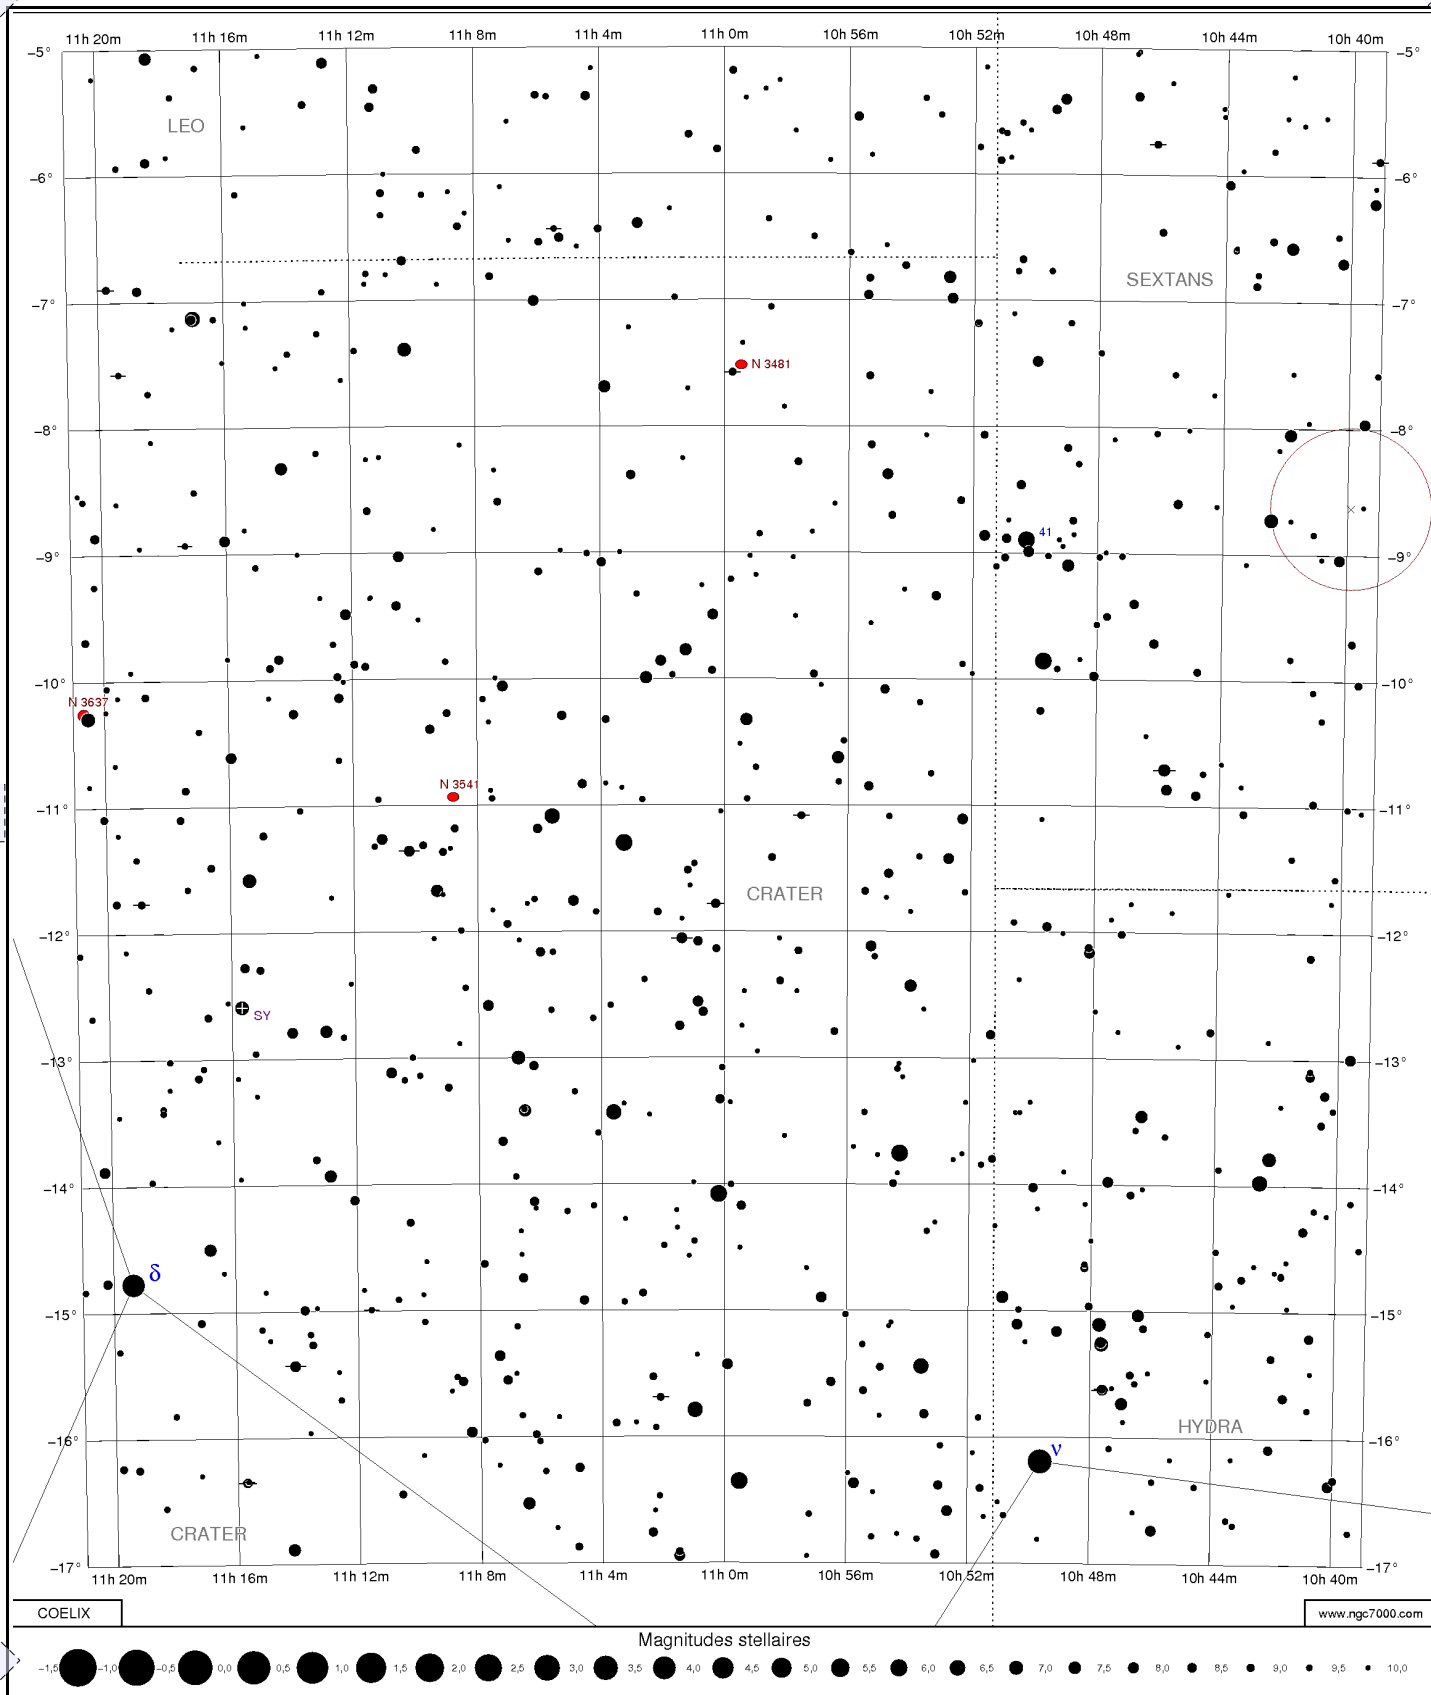 11h 20m 11h 16m 11h 12m 11h 8m 11h 4m 11h 0m 10h 56m 10h 52m 10h 48m 10h 44m 10h 40m
-5° -5°
LEO
-6° -6°
SEXTANS
-7° -7°
N 3481
-8° -8°
41
-9° -9°
-10° -10°
N 3637
N 3541
-11° -11°
CRATER
-12° -12°
SY
-13° -13°
-14° -14°
δ
-15° -15°
HYDRA
-16° -16°
ν
CRATER
-17° -17°
11h 20m 11h 16m 11h 12m 11h 8m 11h 4m 11h 0m 10h 56m 10h 52m 10h 48m 10h 44m 10h 40m
COELIX www.ngc7000.com
Magnitudes stellaires
-1,5 -1,0 -0,5 0,0 0,5 1,0 1,5 2,0 2,5 3,0 3,5 4,0 4,5 5,0 5,5 6,0 6,5 7,0 7,5 8,0 8,5 9,0 9,5 10,0